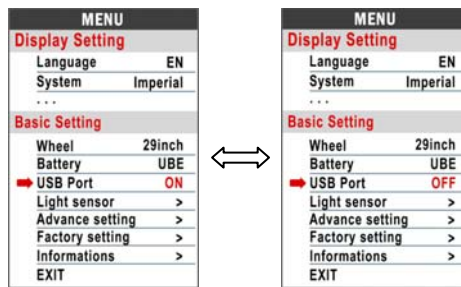 MENU
Display Setting
Language EN
System Imperial
...
Basic Setting
Wheel 29inch
Battery UBE
USB Port ON
Light sensor >
Advance setting >
Factory setting >
Informations >
EXIT
MENU
Display Setting
Language EN
System Imperial
...
Basic Setting
Wheel 29inch
Battery UBE
USB Port OFF
Light sensor >
Advance setting >
Factory setting >
Informations >
EXIT